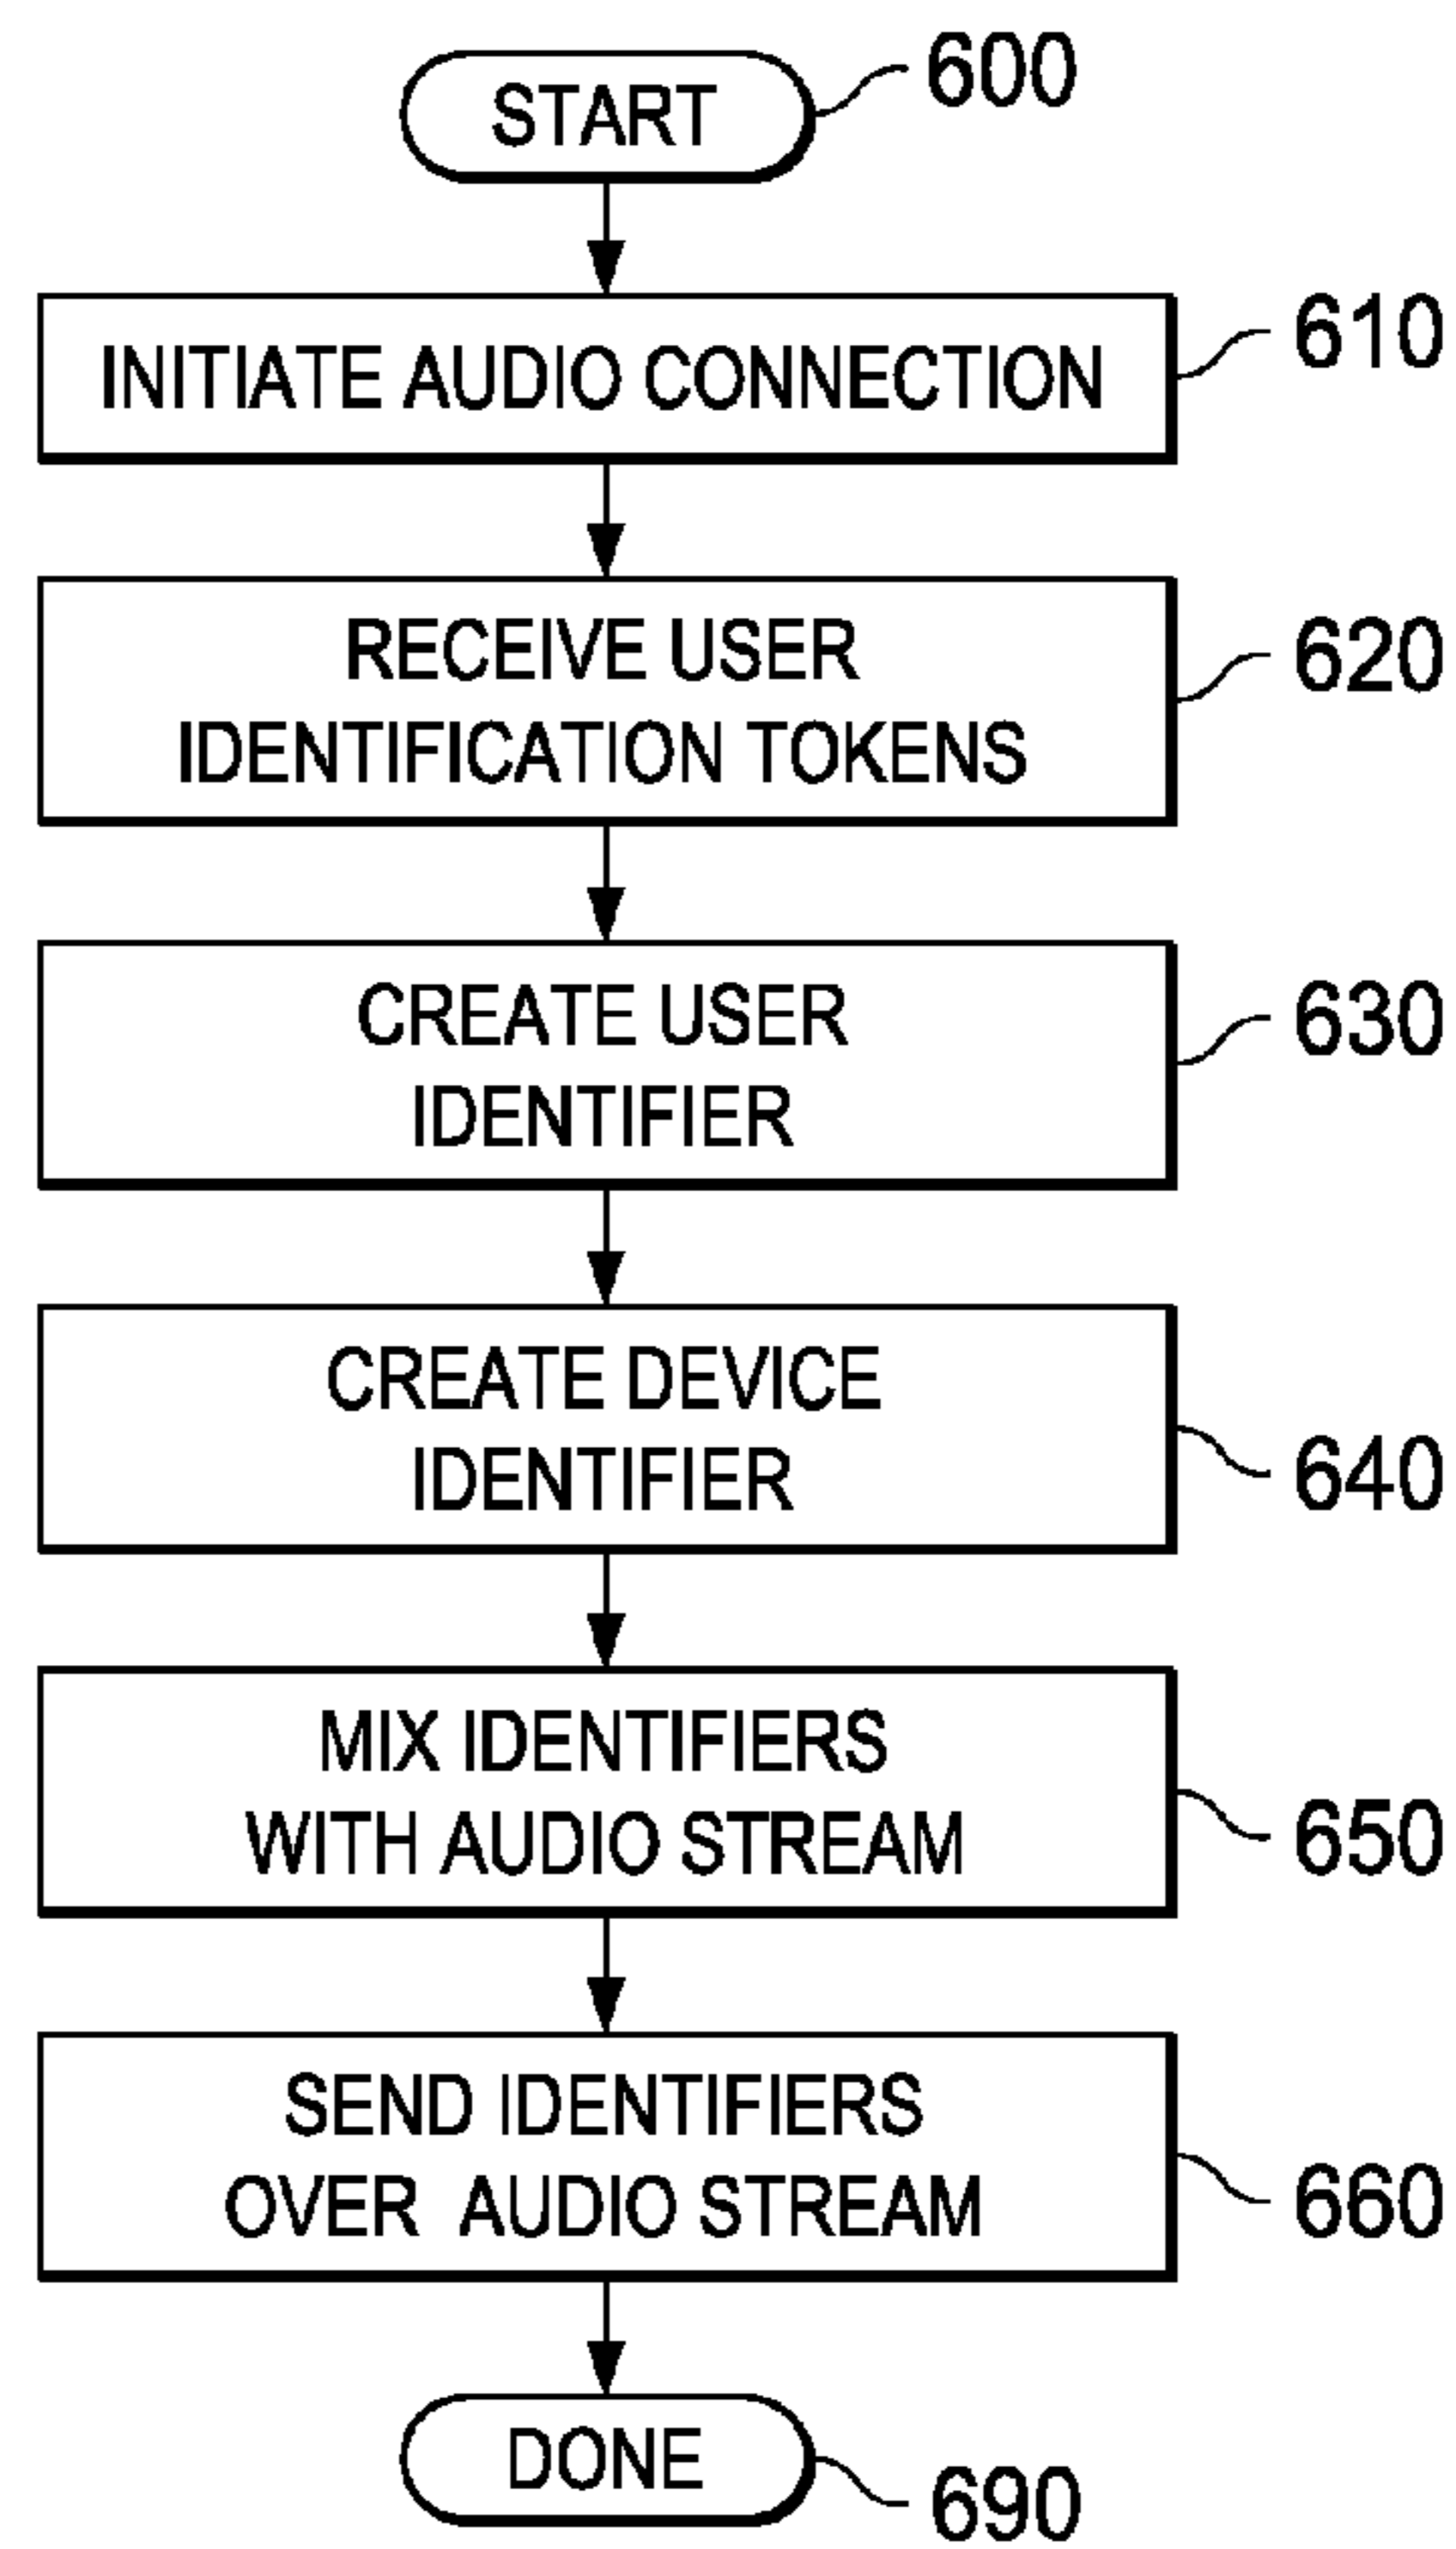 START
600
INITIATE AUDIO CONNECTION
610
RECEIVE USER
IDENTIFICATION TOKENS
620
CREATE USER
IDENTIFIER
630
CREATE DEVICE
IDENTIFIER
640
MIX IDENTIFIERS
WITH AUDIO STREAM
650
SEND IDENTIFIERS
OVER AUDIO STREAM
660
DONE
690